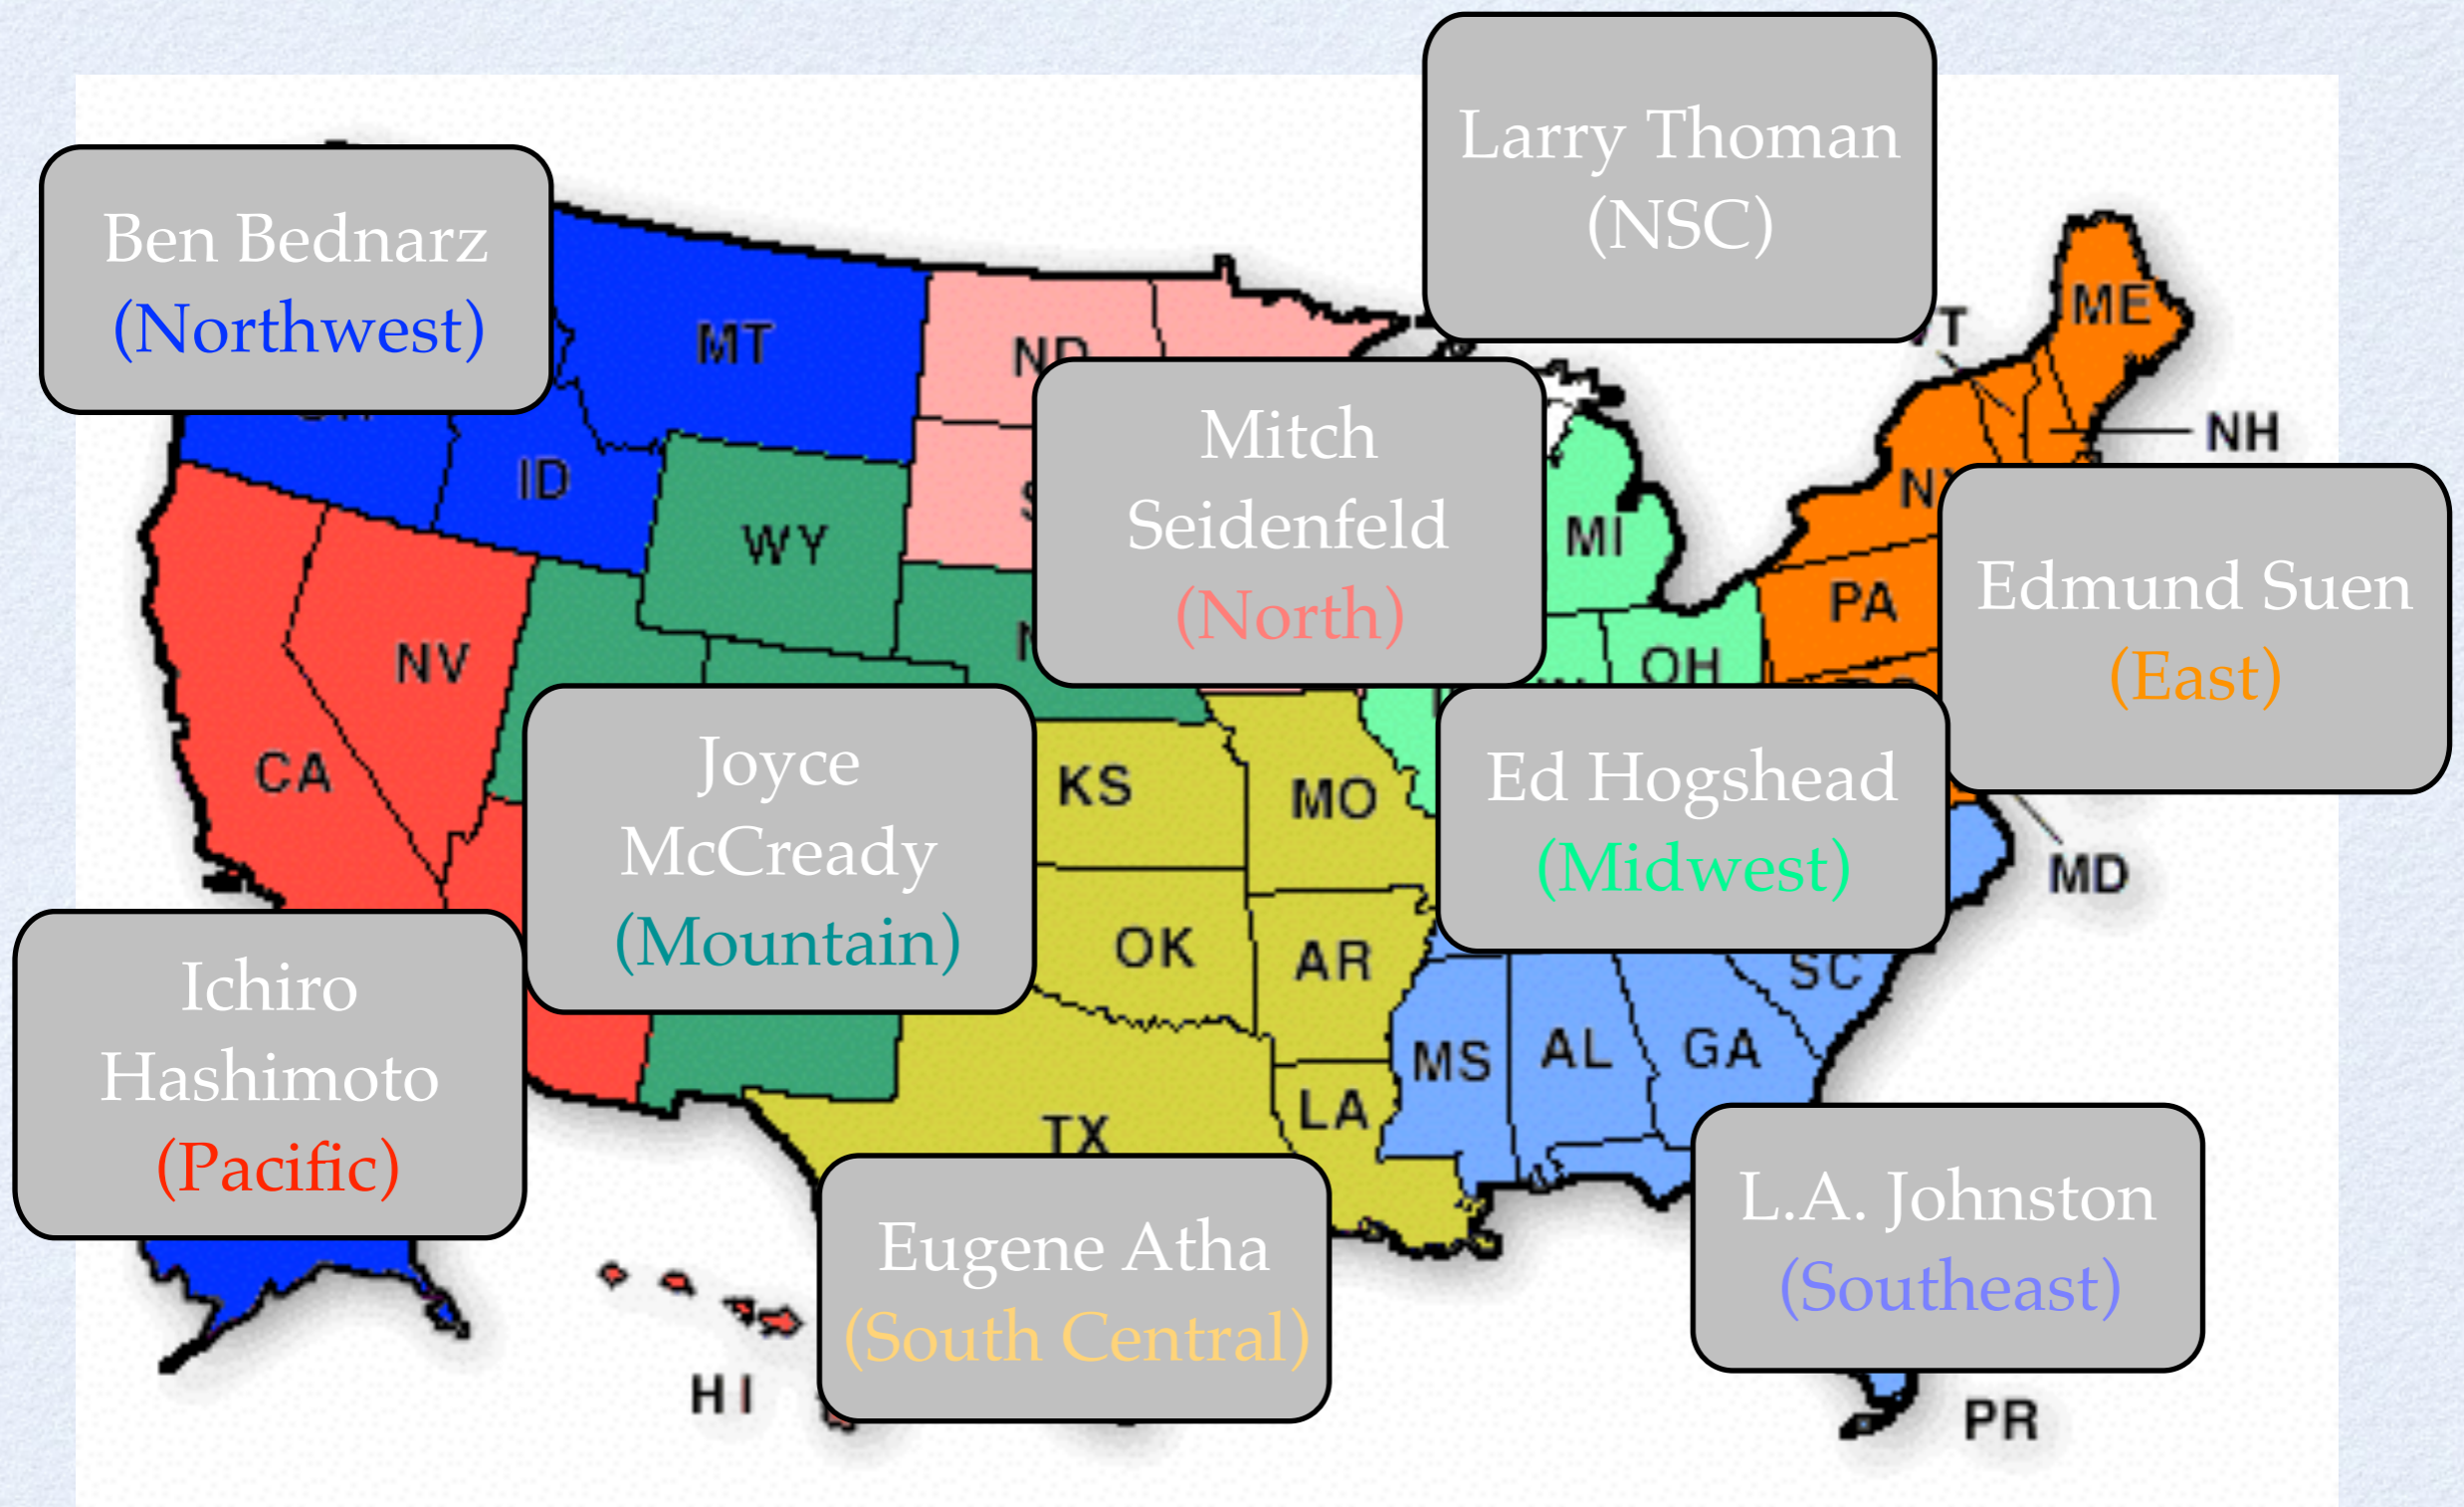 Larry Thoman
(NSC)
Ben Bednarz
(Northwest)
MT
ME
NH
Mitch
Seidenfeld
(North)
ID
WY
MI
PA
Edmund Suen
(East)
NV
OH
CA
Joyce
McCready
(Mountain)
KS
MO
Ed Hogshead
(Midwest)
MD
OK
AR
SC
Ichiro
Hashimoto
(Pacific)
MS
AL
GA
LA
TX
L.A. Johnston
(Southeast)
Eugene Atha
(South Central)
HI
PR